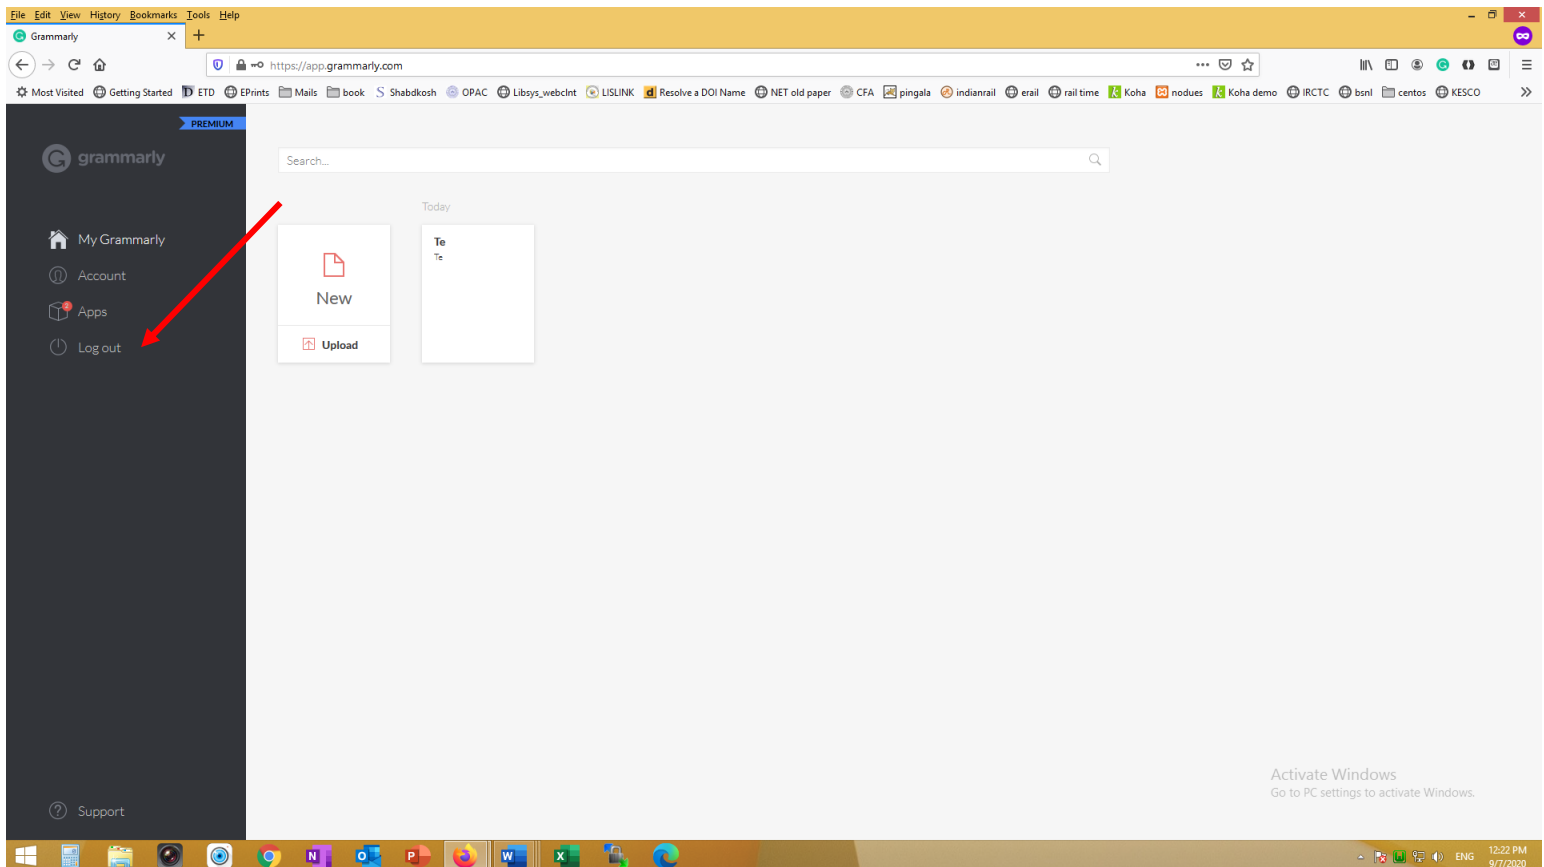 File Edit View History Bookmarks Tools Help
Grammarly
https://app.grammarly.com
Most Visited Getting Started ETD EPrints Mails book Shabdkosh OPAC Libsys_webclnt LISLINK Resolve a DOI Name NET old paper CFA pingala indianrail erail rail time Koha nodues Koha demo IRCTC bsnl centos KESCO
PREMIUM
grammarly
Search...
Today
My Grammarly
Account
2
Apps
Log out
New
Upload
Te
Te
Activate Windows
Go to PC settings to activate Windows.
Support
ENG
12:22 PM
9/7/2020